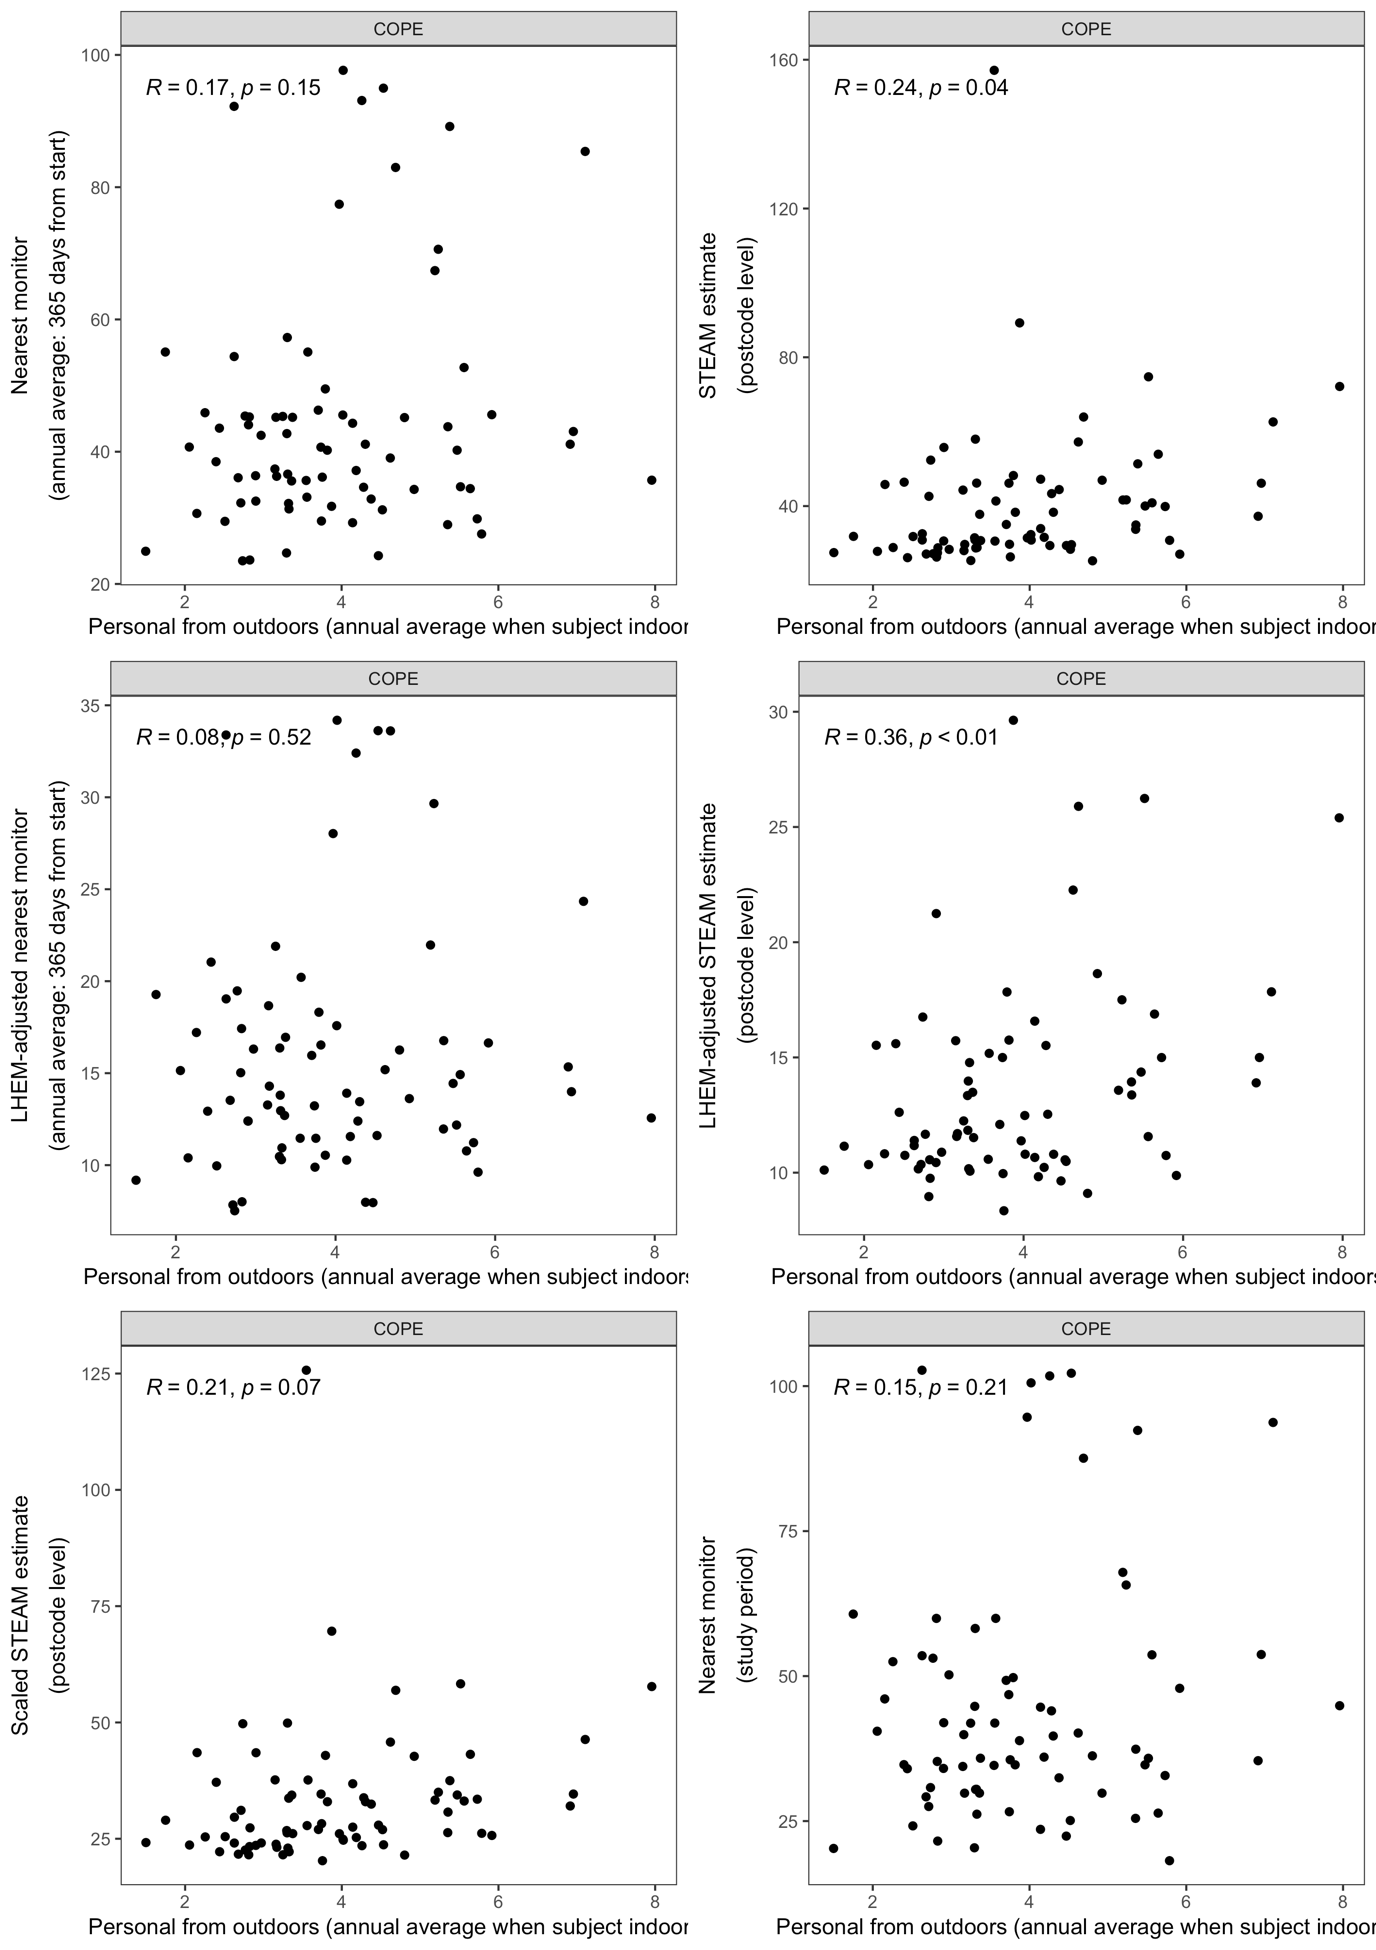 COPE
R = 0.17, p = 0.15
Nearest monitor
(annual average: 365 days from start)
100
80
60
40
20
2 4 6 8
Personal from outdoors (annual average when subject indoor
COPE
R = 0.24, p = 0.04
STEAM estimate
(postcode level)
160
120
80
40
2 4 6 8
Personal from outdoors (annual average when subject indoor
COPE
R = 0.08, p = 0.52
LHEM-adjusted nearest monitor
(annual average: 365 days from start)
35
30
25
20
15
10
2 4 6 8
Personal from outdoors (annual average when subject indoors
COPE
R = 0.36, p < 0.01
LHEM-adjusted STEAM estimate
(postcode level)
30
25
20
15
10
2 4 6 8
Personal from outdoors (annual average when subject indoors
COPE
R = 0.21, p = 0.07
Scaled STEAM estimate
(postcode level)
125
100
75
50
25
2 4 6 8
Personal from outdoors (annual average when subject indoor
COPE
R = 0.15, p = 0.21
Nearest monitor
(study period)
100
75
50
25
2 4 6 8
Personal from outdoors (annual average when subject indoor